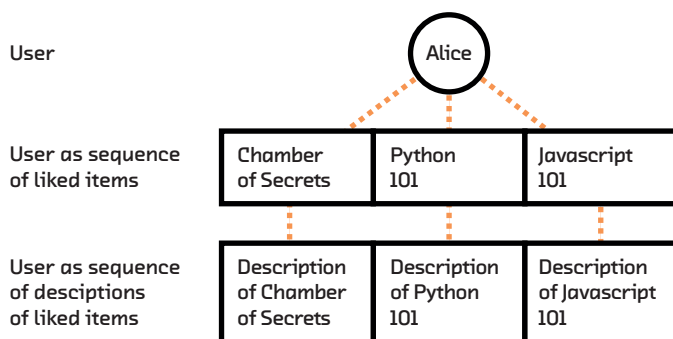 User
Alice
User as sequence
of liked items
Chamber
of Secrets
Python
101
Javascript
101
User as sequence
of desciptions
of liked items
Description
of Chamber
of Secrets
Description
of Python
101
Description
of Javascript
101